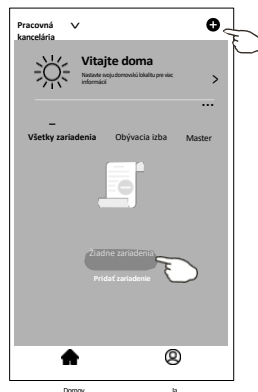 Pracovná
kancelária
Vitajte doma
Nastavte svoju domovskú lokalitu pre viac
informácií
Všetky zariadenia Obývacia izba Master
Žiadne zariadenia
Pridať zariadenie
Domov Ja